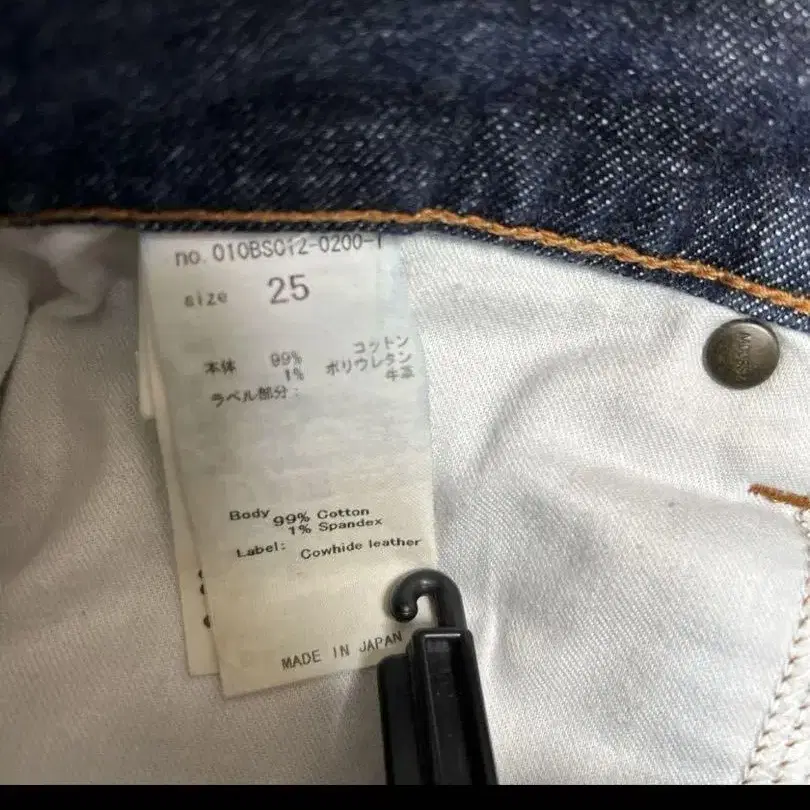 no. 010BS012-0200-1
size 25
本体 99% コットン
1% ポリウレタン
ラベル部分: 牛革
Body 99% Cotton
1% Spandex
Label: Cowhide leather
MADE IN JAPAN